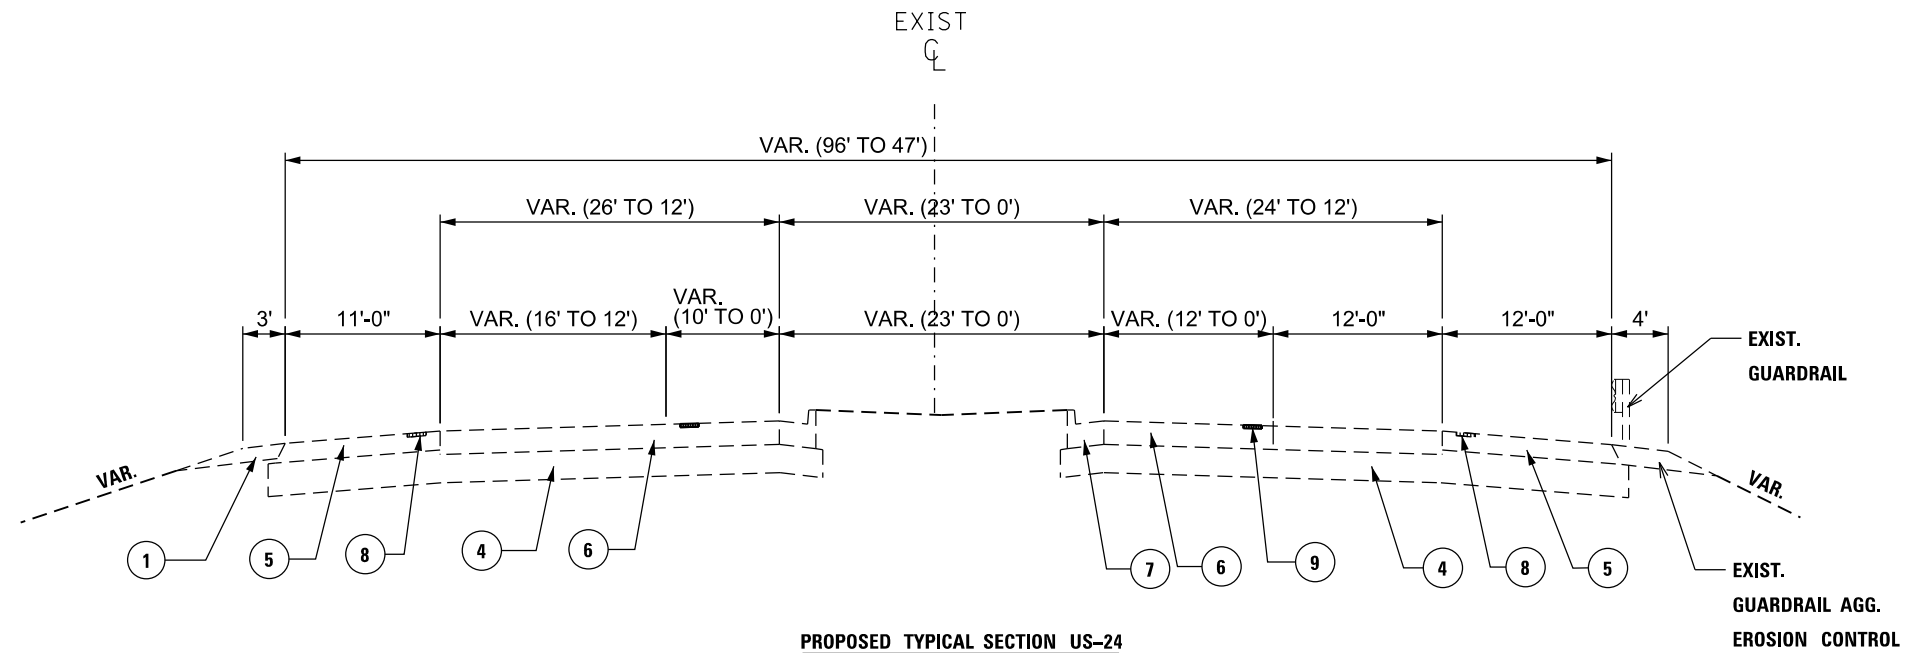 EXIST
CL
VAR. (96' TO 47')
VAR. (26' TO 12')
VAR. (23' TO 0')
VAR. (24' TO 12')
3'
11'-0"
VAR. (16' TO 12')
VAR.
(10' TO 0')
VAR. (23' TO 0')
VAR. (12' TO 0')
12'-0"
12'-0"
4'
EXIST.
GUARDRAIL
VAR.
VAR.
1
5
8
4
6
7
6
9
4
8
5
EXIST.
GUARDRAIL AGG.
EROSION CONTROL
PROPOSED TYPICAL SECTION US-24